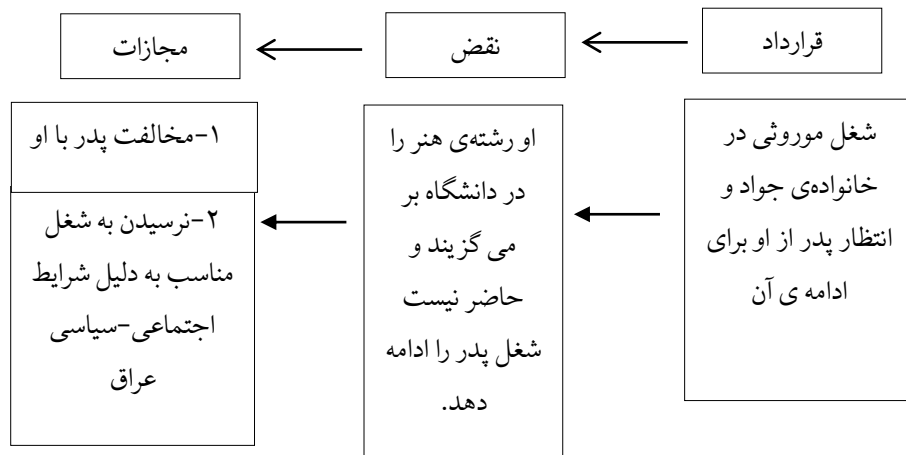 قرارداد
نقض
مجازات
شغل موروثی در
خانواده‌ی جواد و
انتظار پدر از او برای
ادامه ی آن
او رشته‌ی هنر را
در دانشگاه بر
می گزیند و
حاضر نیست
شغل پدر را ادامه
دهد.
۱-مخالفت پدر با او
۲-نرسیدن به شغل
مناسب به دلیل شرایط
اجتماعی-سیاسی
عراق